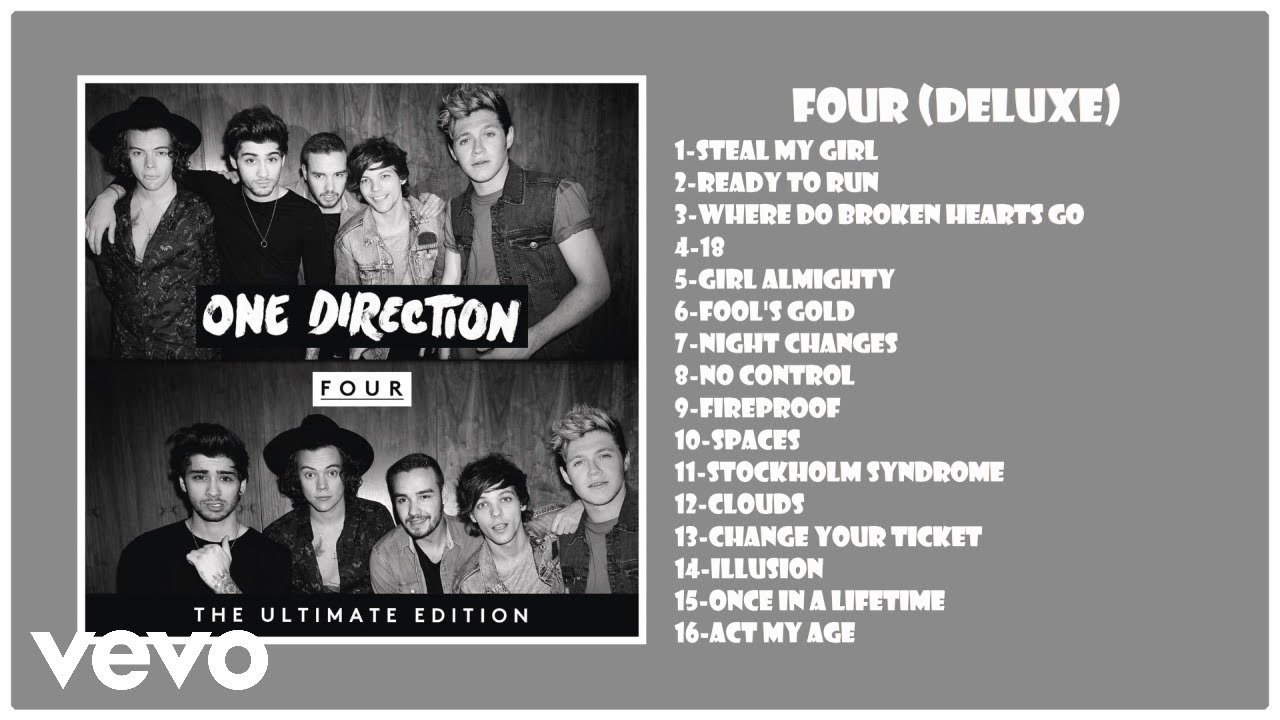 ONE DIRECTION
FOUR
THE ULTIMATE EDITION
vevo
FOUR (DELUXE)
1-STEAL MY GIRL
2-READY TO RUN
3-WHERE DO BROKEN HEARTS GO
4-18
5-GIRL ALMIGHTY
6-FOOL'S GOLD
7-NIGHT CHANGES
8-NO CONTROL
9-FIREPROOF
10-SPACES
11-STOCKHOLM SYNDROME
12-CLOUDS
13-CHANGE YOUR TICKET
14-ILLUSION
15-ONCE IN A LIFETIME
16-ACT MY AGE